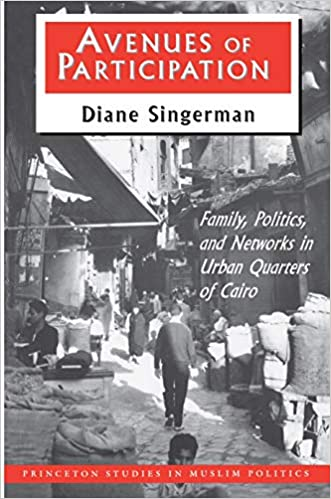 AVENUES OF
PARTICIPATION
Diane Singerman
Family, Politics,
and Networks in
Urban Quarters
of Cairo
PRINCETON STUDIES IN MUSLIM POLITICS